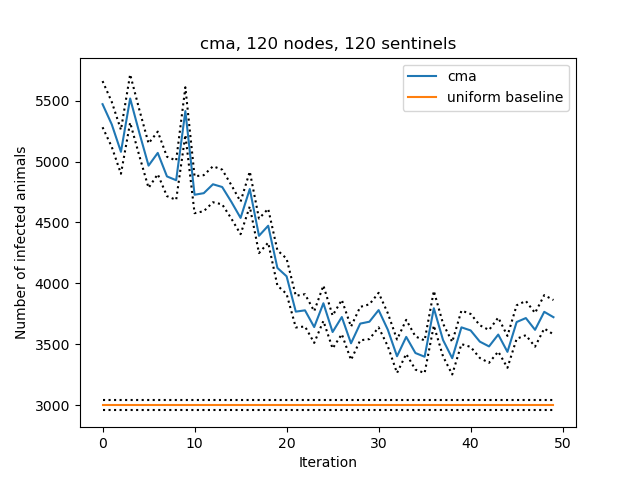 cma, 120 nodes, 120 sentinels
cma
uniform baseline
Number of infected animals
5500
5000
4500
4000
3500
3000
0 10 20 30 40 50
Iteration